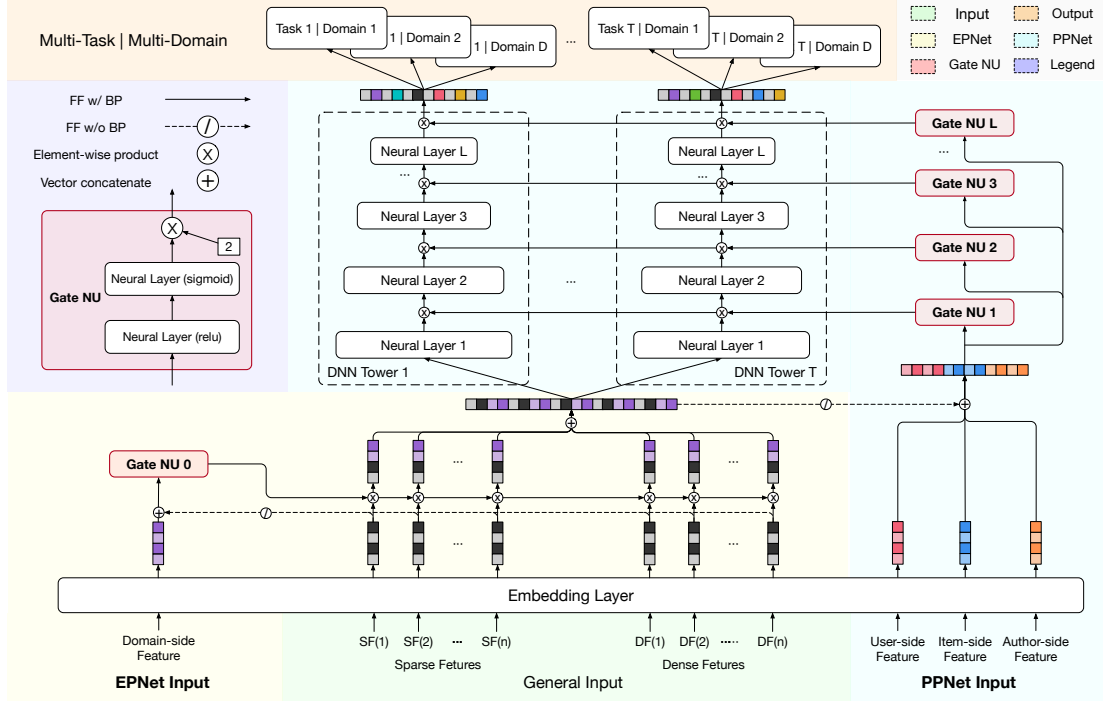 Multi-Task | Multi-Domain
Task 1 | Domain 1
1 | Domain 2
1 | Domain D
...
Task T | Domain 1
T | Domain 2
T | Domain D
Input
Output
EPNet
PPNet
Gate NU
Legend
FF w/ BP
FF w/o BP
/
Element-wise product
X
Vector concatenate
+
X
2
Neural Layer (sigmoid)
Gate NU
Neural Layer (relu)
X
X
Gate NU L
Neural Layer L
Neural Layer L
...
...
...
X
X
Gate NU 3
Neural Layer 3
Neural Layer 3
X
X
Gate NU 2
Neural Layer 2
...
Neural Layer 2
X
X
Gate NU 1
Neural Layer 1
Neural Layer 1
DNN Tower 1
DNN Tower T
/
+
+
Gate NU 0
...
...
X
X
X
X
X
X
+
/
...
...
Embedding Layer
Domain-side
Feature
SF(1)
SF(2)
...
SF(n)
DF(1)
DF(2)
.....
DF(n)
Sparse Fetures
Dense Fetures
User-side
Feature
Item-side
Feature
Author-side
Feature
EPNet Input
General Input
PPNet Input